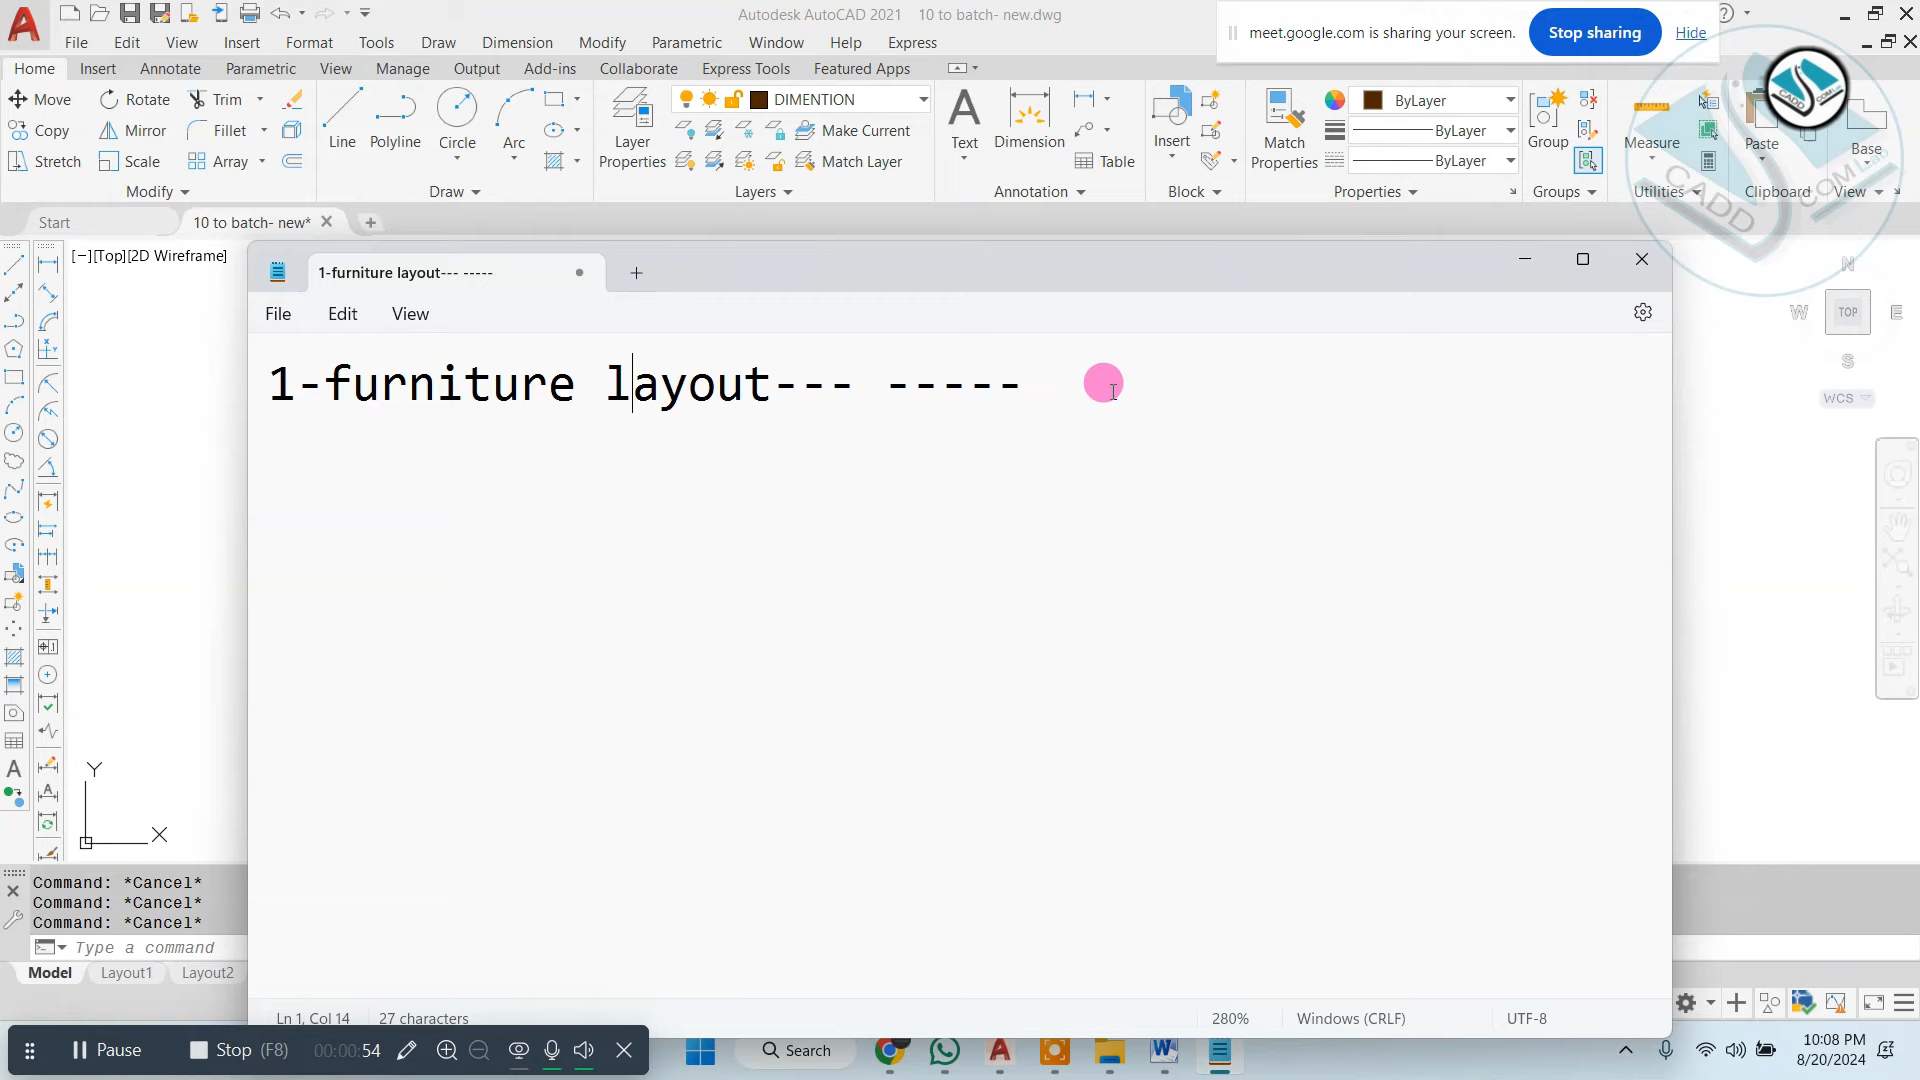 Autodesk AutoCAD 2021 10 to batch- new.dwg
meet.google.com is sharing your screen. Stop sharing Hide
File Edit View Insert Format Tools Draw Dimension Modify Parametric Window Help Express
Home Insert Annotate Parametric View Manage Output Add-ins Collaborate Express Tools Featured Apps
Move Rotate Trim
Copy Mirror Fillet
Stretch Scale Array
Modify
Line Polyline Circle Arc
Draw
Layer Properties
DIMENTION
Make Current
Match Layer
Layers
Text Dimension Table
Annotation
Insert
Block
Match Properties
ByLayer
ByLayer
ByLayer
Properties
Group
Groups
Measure
Utilities
Paste
Clipboard
Base
View
CADD
COM Lab
Start 10 to batch- new*
[−][Top][2D Wireframe]
1-furniture layout--- -----
File Edit View
1-furniture layout--- -----
N
W TOP E
S
WCS
Y
X
Command: *Cancel*
Command: *Cancel*
Command: *Cancel*
Type a command
Model Layout1 Layout2
Ln 1, Col 14 27 characters 280% Windows (CRLF) UTF-8
Pause Stop (F8) 00:00:54
Search
10:08 PM
8/20/2024